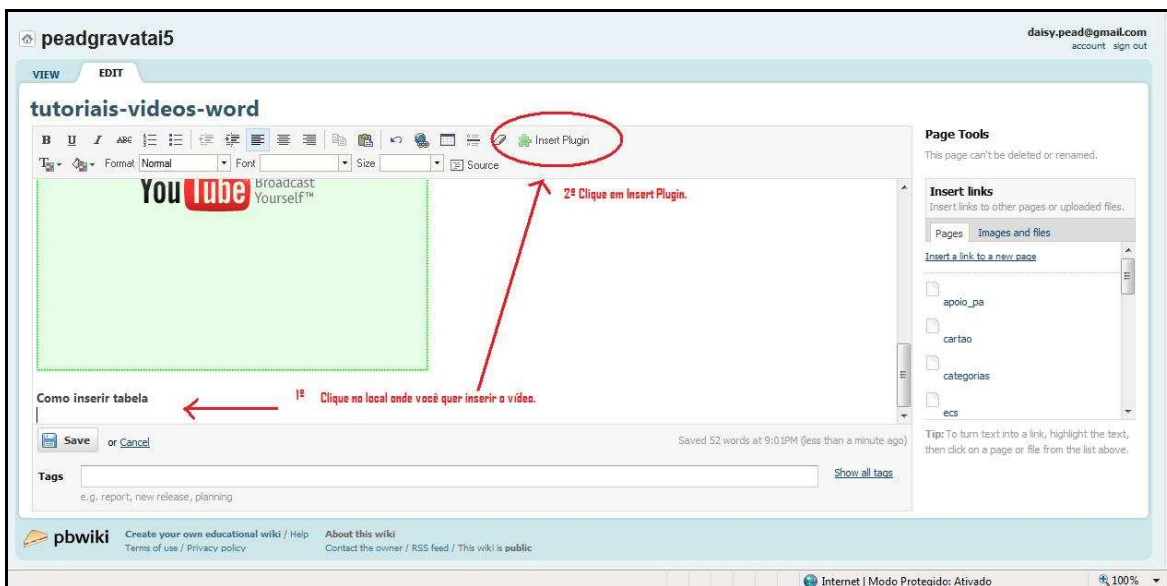 peadgravatai5
daisy.pead@gmail.com
account sign out
VIEW EDIT
tutoriais-videos-word
B U I ABC Insert Plugin
Format Normal Font Size Source
You Tube Broadcast Yourself™
2º Clique em Insert Plugin.
Como inserir tabela
1º Clique no local onde você quer inserir o vídeo.
Save or Cancel
Saved 52 words at 9:01PM (less than a minute ago)
Tags
Show all tags
e.g. report, new release, planning
Page Tools
This page can't be deleted or renamed.
Insert links
Insert links to other pages or uploaded files.
Pages Images and files
Insert a link to a new page
apoio_pa
cartao
categorias
ecs
Tip: To turn text into a link, highlight the text,
then click on a page or file from the list above.
pbwiki
Create your own educational wiki / Help
Terms of use / Privacy policy
About this wiki
Contact the owner / RSS feed / This wiki is public
Internet | Modo Protegido: Ativado
100%